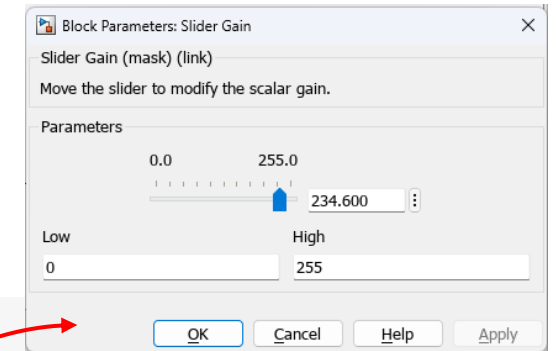 Block Parameters: Slider Gain
Slider Gain (mask) (link)
Move the slider to modify the scalar gain.
Parameters
0.0 255.0
234.600
Low High
0 255
OK Cancel Help Apply